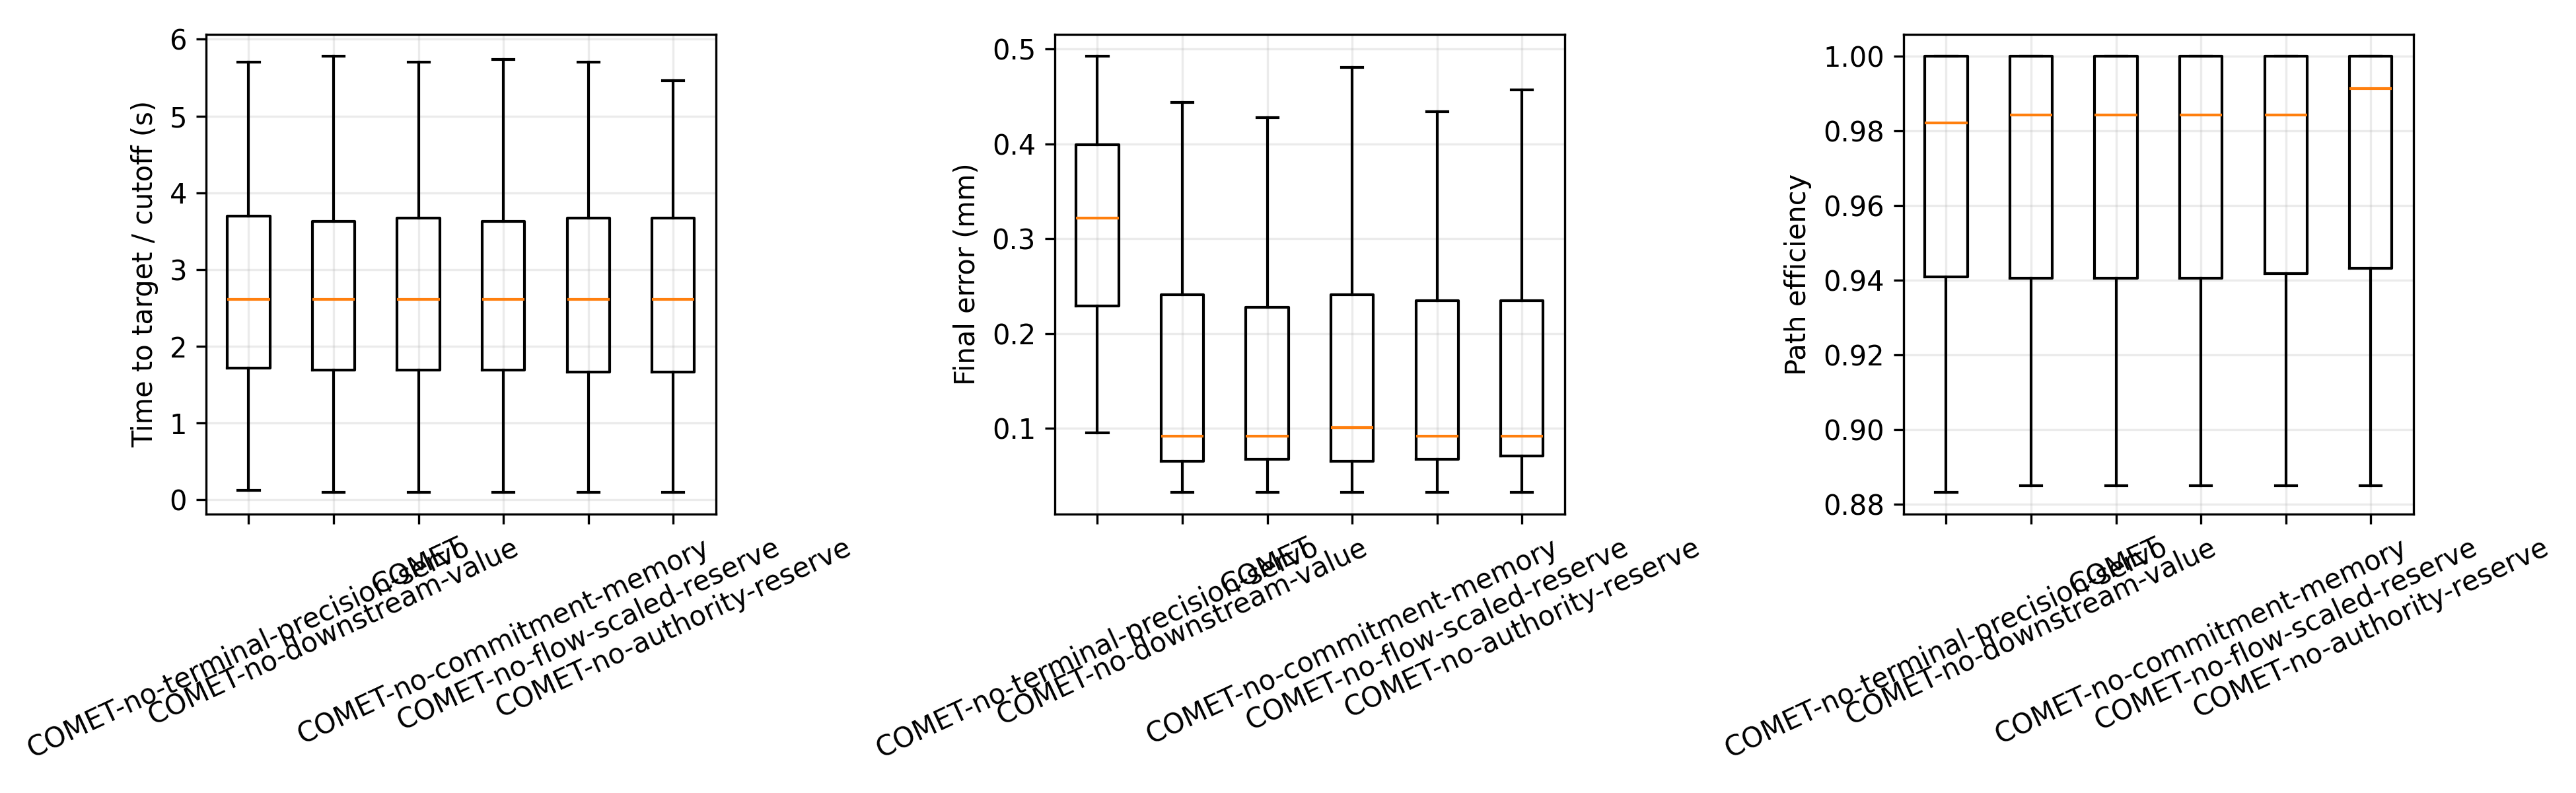 Time to target / cutoff (s)
6
5
4
3
2
1
0
COMET-no-terminal-precision-servo
COMET-no-downstream-value
COMET
COMET-no-commitment-memory
COMET-no-flow-scaled-reserve
COMET-no-authority-reserve
Final error (mm)
0.5
0.4
0.3
0.2
0.1
COMET-no-terminal-precision-servo
COMET-no-downstream-value
COMET
COMET-no-commitment-memory
COMET-no-flow-scaled-reserve
COMET-no-authority-reserve
Path efficiency
1.00
0.98
0.96
0.94
0.92
0.90
0.88
COMET-no-terminal-precision-servo
COMET-no-downstream-value
COMET
COMET-no-commitment-memory
COMET-no-flow-scaled-reserve
COMET-no-authority-reserve